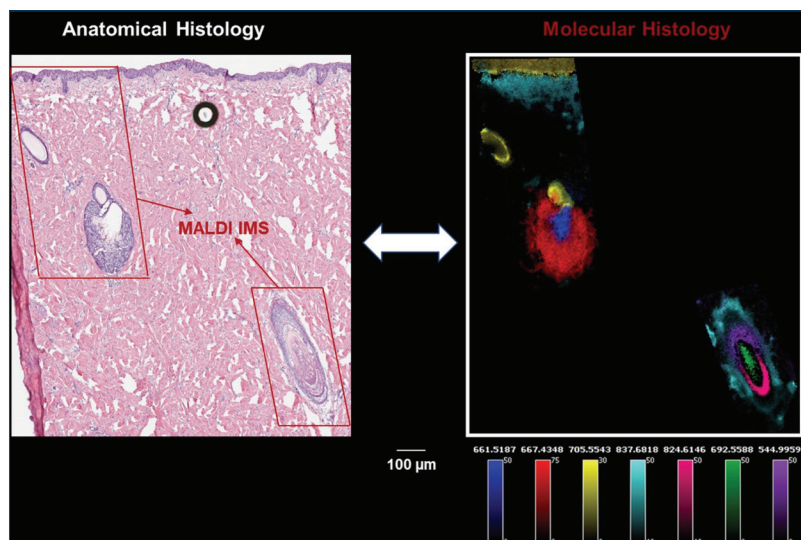 Anatomical Histology
Molecular Histology
MALDI IMS
100 µm
661.5187 667.4348 705.5543 837.6818 824.6146 692.5588 544.9959
50 75 30 50 50 50 50